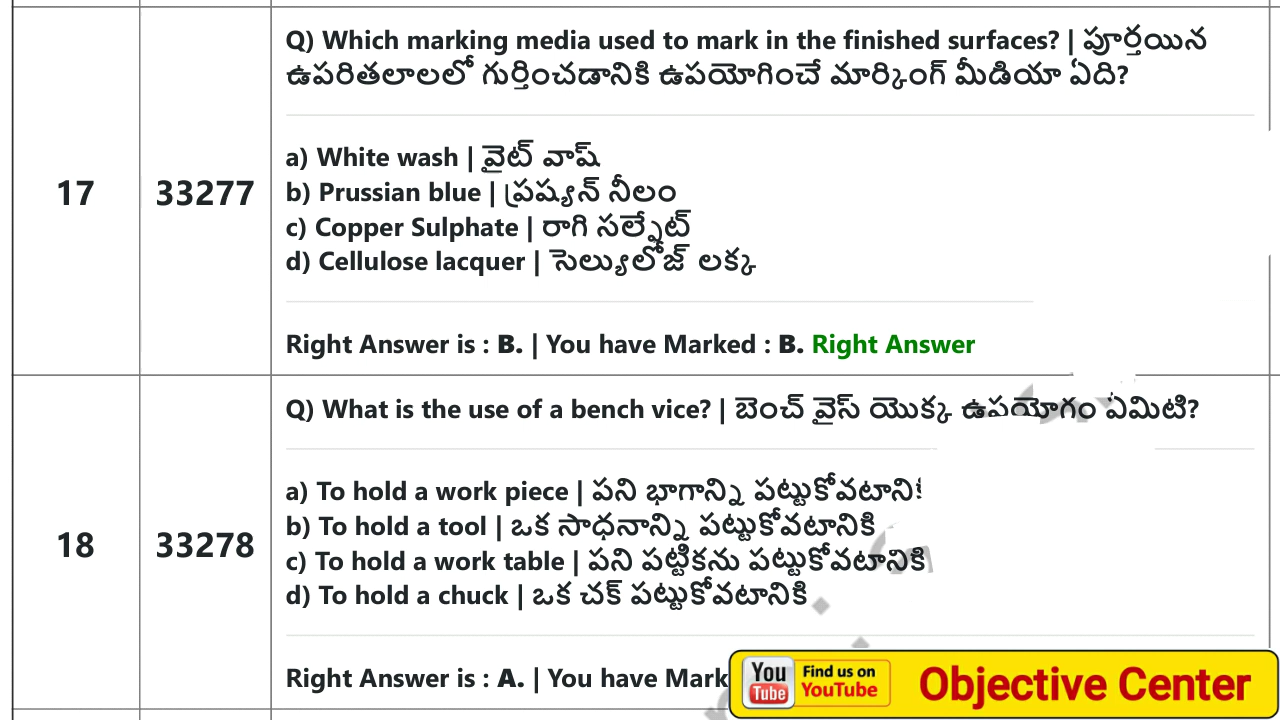 17
33277
Q) Which marking media used to mark in the finished surfaces? | పూర్తయిన
ఉపరితలాలలో గుర్తించడానికి ఉపయోగించే మార్కింగ్ మీడియా ఏది?
a) White wash | వైట్ వాష్
b) Prussian blue | ప్రష్యన్ నీలం
c) Copper Sulphate | రాగి సల్ఫేట్
d) Cellulose lacquer | సెల్యులోజ్ లక్క
Right Answer is : B. | You have Marked : B. Right Answer
18
33278
Q) What is the use of a bench vice? | బెంచ్ వైస్ యొక్క ఉపయోగం ఏమిటి?
a) To hold a work piece | పని భాగాన్ని పట్టుకోవటానికి
b) To hold a tool | ఒక సాధనాన్ని పట్టుకోవటానికి
c) To hold a work table | పని పట్టికను పట్టుకోవటానికి
d) To hold a chuck | ఒక చక్ పట్టుకోవటానికి
Right Answer is : A. | You have Mark
You Tube
Find us on
YouTube
Objective Center